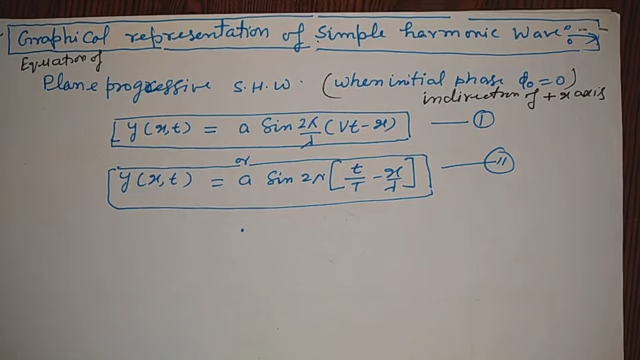 Graphical representation of simple harmonic wave:-
Equation of
Plane progressive S.H.W. (when initial phase ϕ₀ = 0)
in direction of + x axis
y(x,t) = a Sin 2π/λ (Vt - x) — I
or
y(x,t) = a Sin 2π [t/T - x/λ] — II